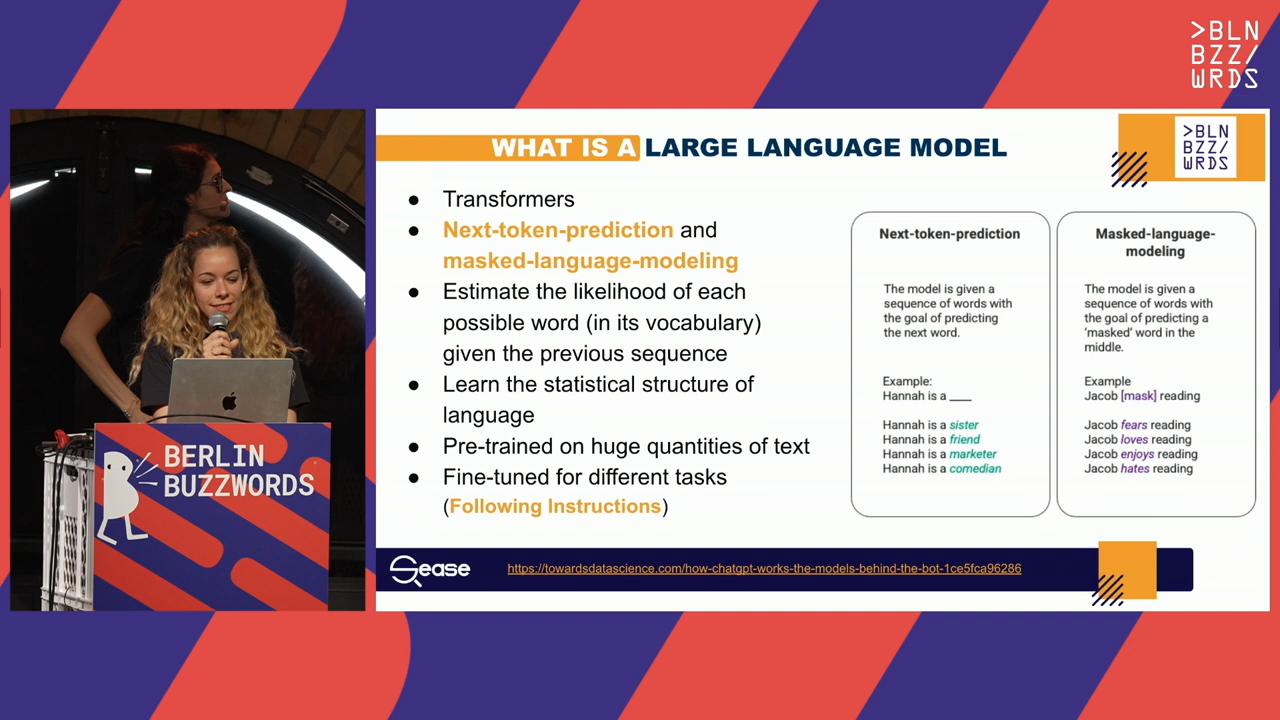 >BLN
BZZ/
WRDS
WHAT IS A LARGE LANGUAGE MODEL
>BLN
BZZ/
WRDS
● Transformers
● Next-token-prediction and
masked-language-modeling
● Estimate the likelihood of each
possible word (in its vocabulary)
given the previous sequence
● Learn the statistical structure of
language
● Pre-trained on huge quantities of text
● Fine-tuned for different tasks
(Following Instructions)
Next-token-prediction
The model is given a
sequence of words with
the goal of predicting
the next word.
Example:
Hannah is a ____
Hannah is a sister
Hannah is a friend
Hannah is a marketer
Hannah is a comedian
Masked-language-
modeling
The model is given a
sequence of words with
the goal of predicting a
'masked' word in the
middle.
Example
Jacob [mask] reading
Jacob fears reading
Jacob loves reading
Jacob enjoys reading
Jacob hates reading
Sease
https://towardsdatascience.com/how-chatgpt-works-the-models-behind-the-bot-1ce5fca96286
BERLIN
BUZZWORDS